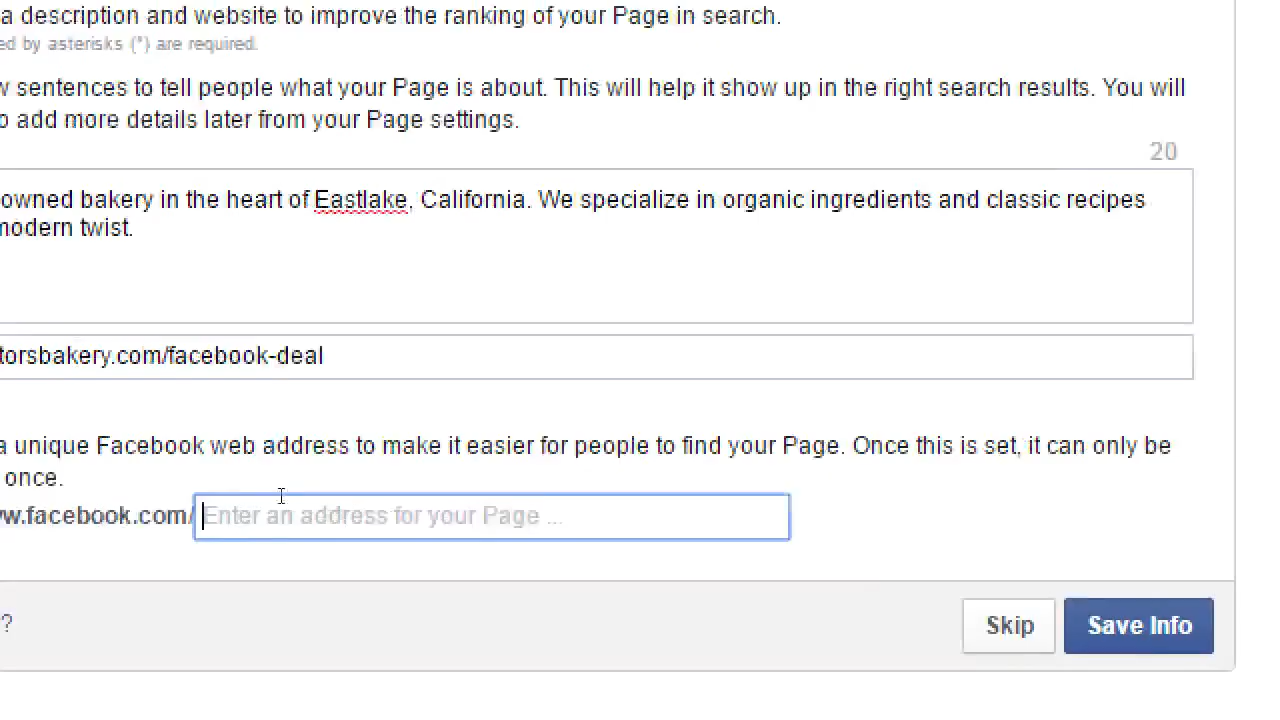 a description and website to improve the ranking of your Page in search.
ed by asterisks (*) are required.
w sentences to tell people what your Page is about. This will help it show up in the right search results. You will
o add more details later from your Page settings.
20
owned bakery in the heart of Eastlake, California. We specialize in organic ingredients and classic recipes
modern twist.
torsbakery.com/facebook-deal
a unique Facebook web address to make it easier for people to find your Page. Once this is set, it can only be
once.
ww.facebook.com/ Enter an address for your Page ...
?
Skip Save Info